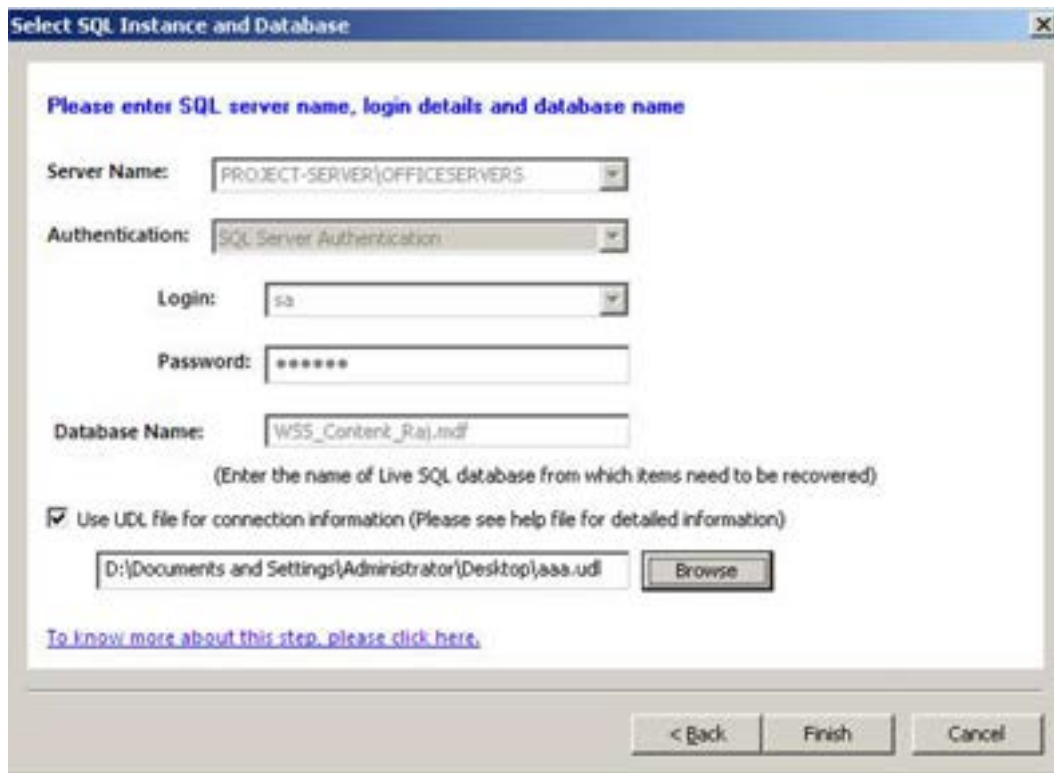 Select SQL Instance and Database
Please enter SQL server name, login details and database name
Server Name: PROJECT-SERVER\OFFICESERVERS
Authentication: SQL Server Authentication
Login: sa
Password: ●●●●●●
Database Name: WSS_Content_Raj.mdf
(Enter the name of Live SQL database from which items need to be recovered)
Use UDL file for connection information (Please see help file for detailed information)
D:\Documents and Settings\Administrator\Desktop\aaa.udl Browse
To know more about this step, please click here.
< Back Finish Cancel